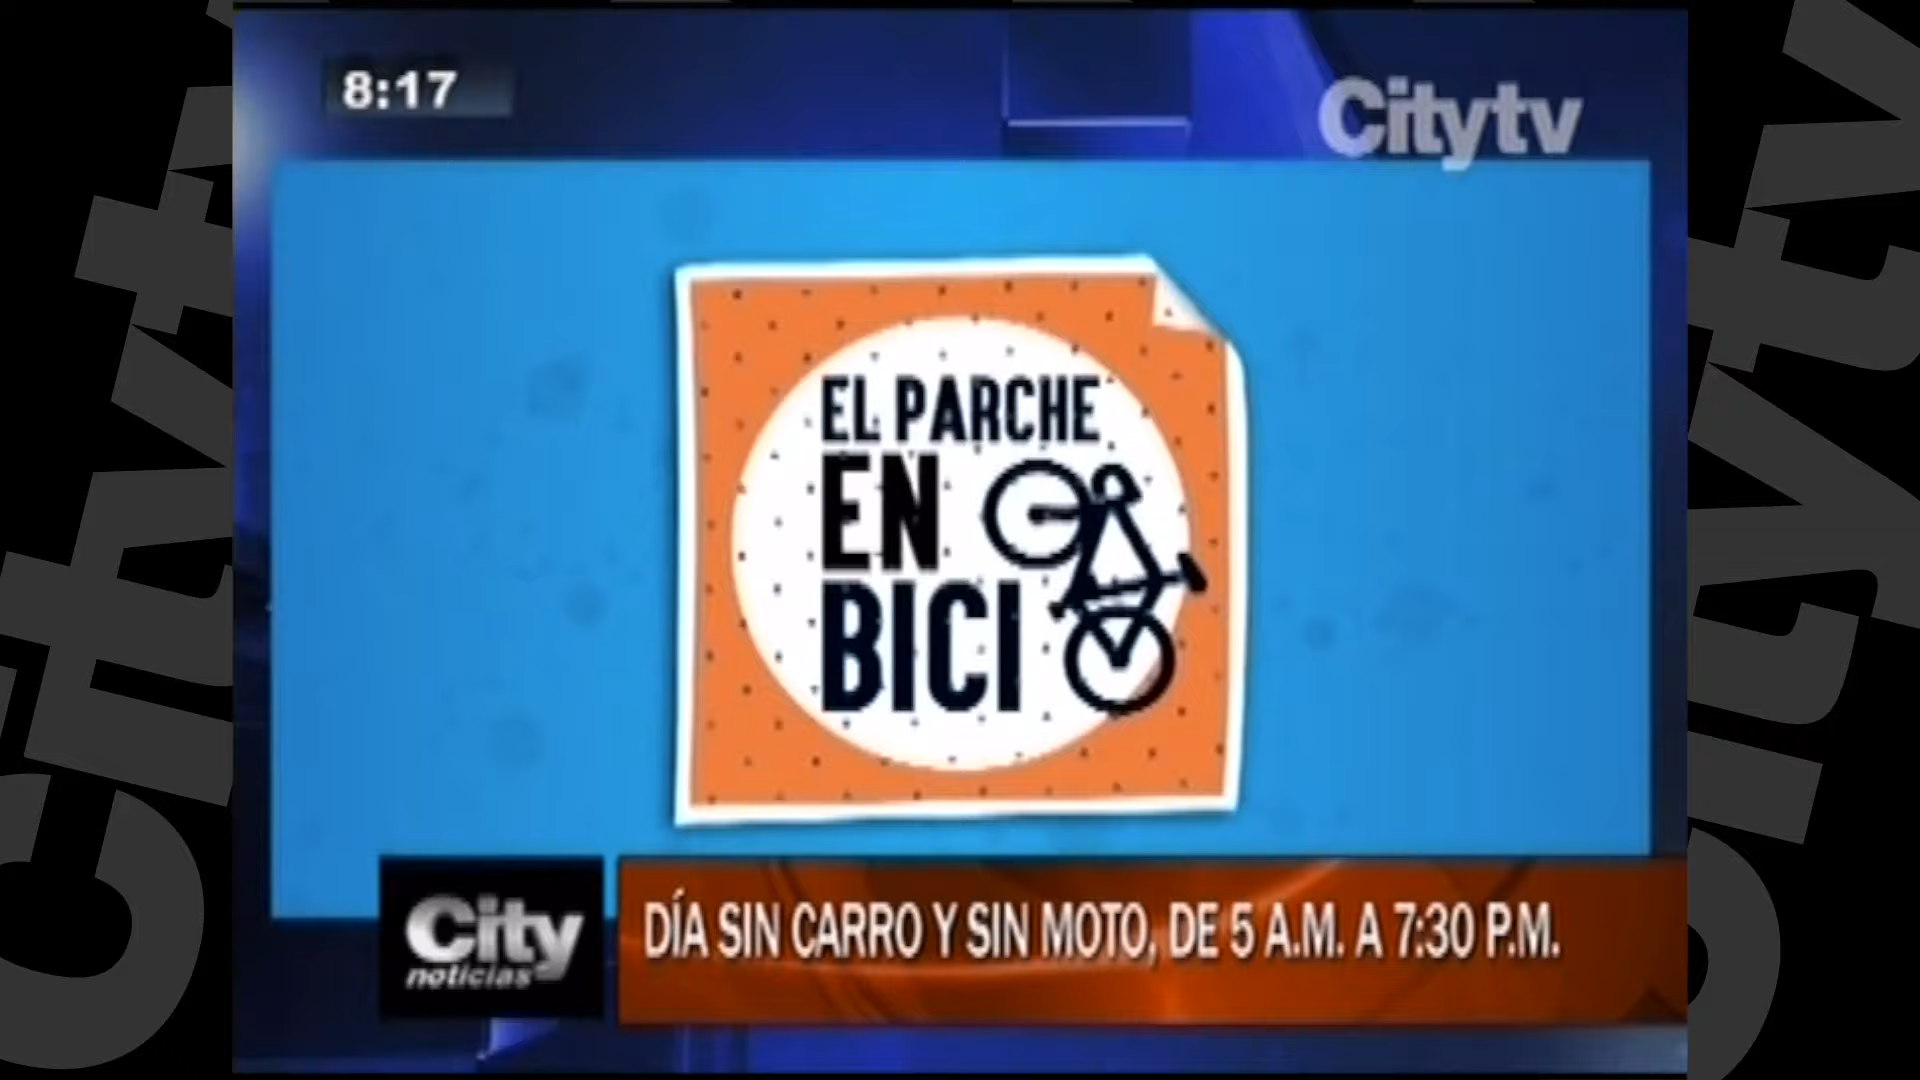 8:17
Citytv
EL PARCHE
EN
BICI
City
noticias
DÍA SIN CARRO Y SIN MOTO, DE 5 A.M. A 7:30 P.M.
Citytv
Citytv